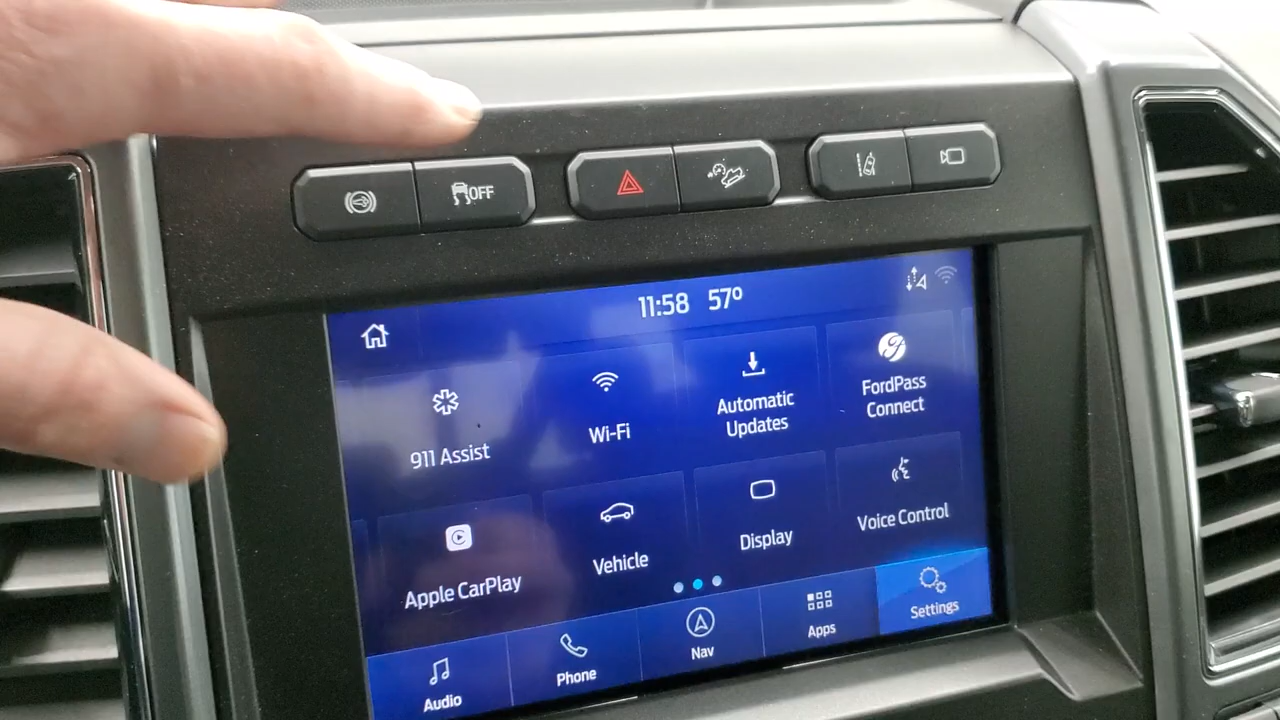 OFF
11:58 57°
911 Assist
Wi-Fi
Automatic
Updates
FordPass
Connect
Apple CarPlay
Vehicle
Display
Voice Control
Audio
Phone
Nav
Apps
Settings